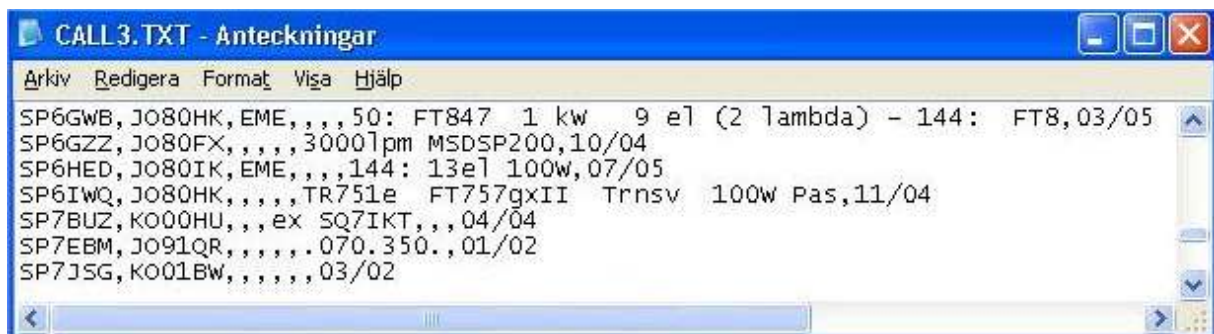 CALL3.TXT - Anteckningar
Arkiv Redigera Format Visa Hjälp
SP6GWB,JO80HK,EME,,,,50: FT847 1 kW 9 el (2 lambda) - 144: FT8,03/05
SP6GZZ,JO80FX,,,,,3000lpm MSDSP200,10/04
SP6HED,JO80IK,EME,,,,144: 13el 100W,07/05
SP6IWQ,JO80HK,,,,,TR751e FT757gxII Trnsv 100W Pas,11/04
SP7BUZ,KO00HU,,,ex SQ7IKT,,,04/04
SP7EBM,JO91QR,,,,,.070.350.,01/02
SP7JSG,KO01BW,,,,,,03/02